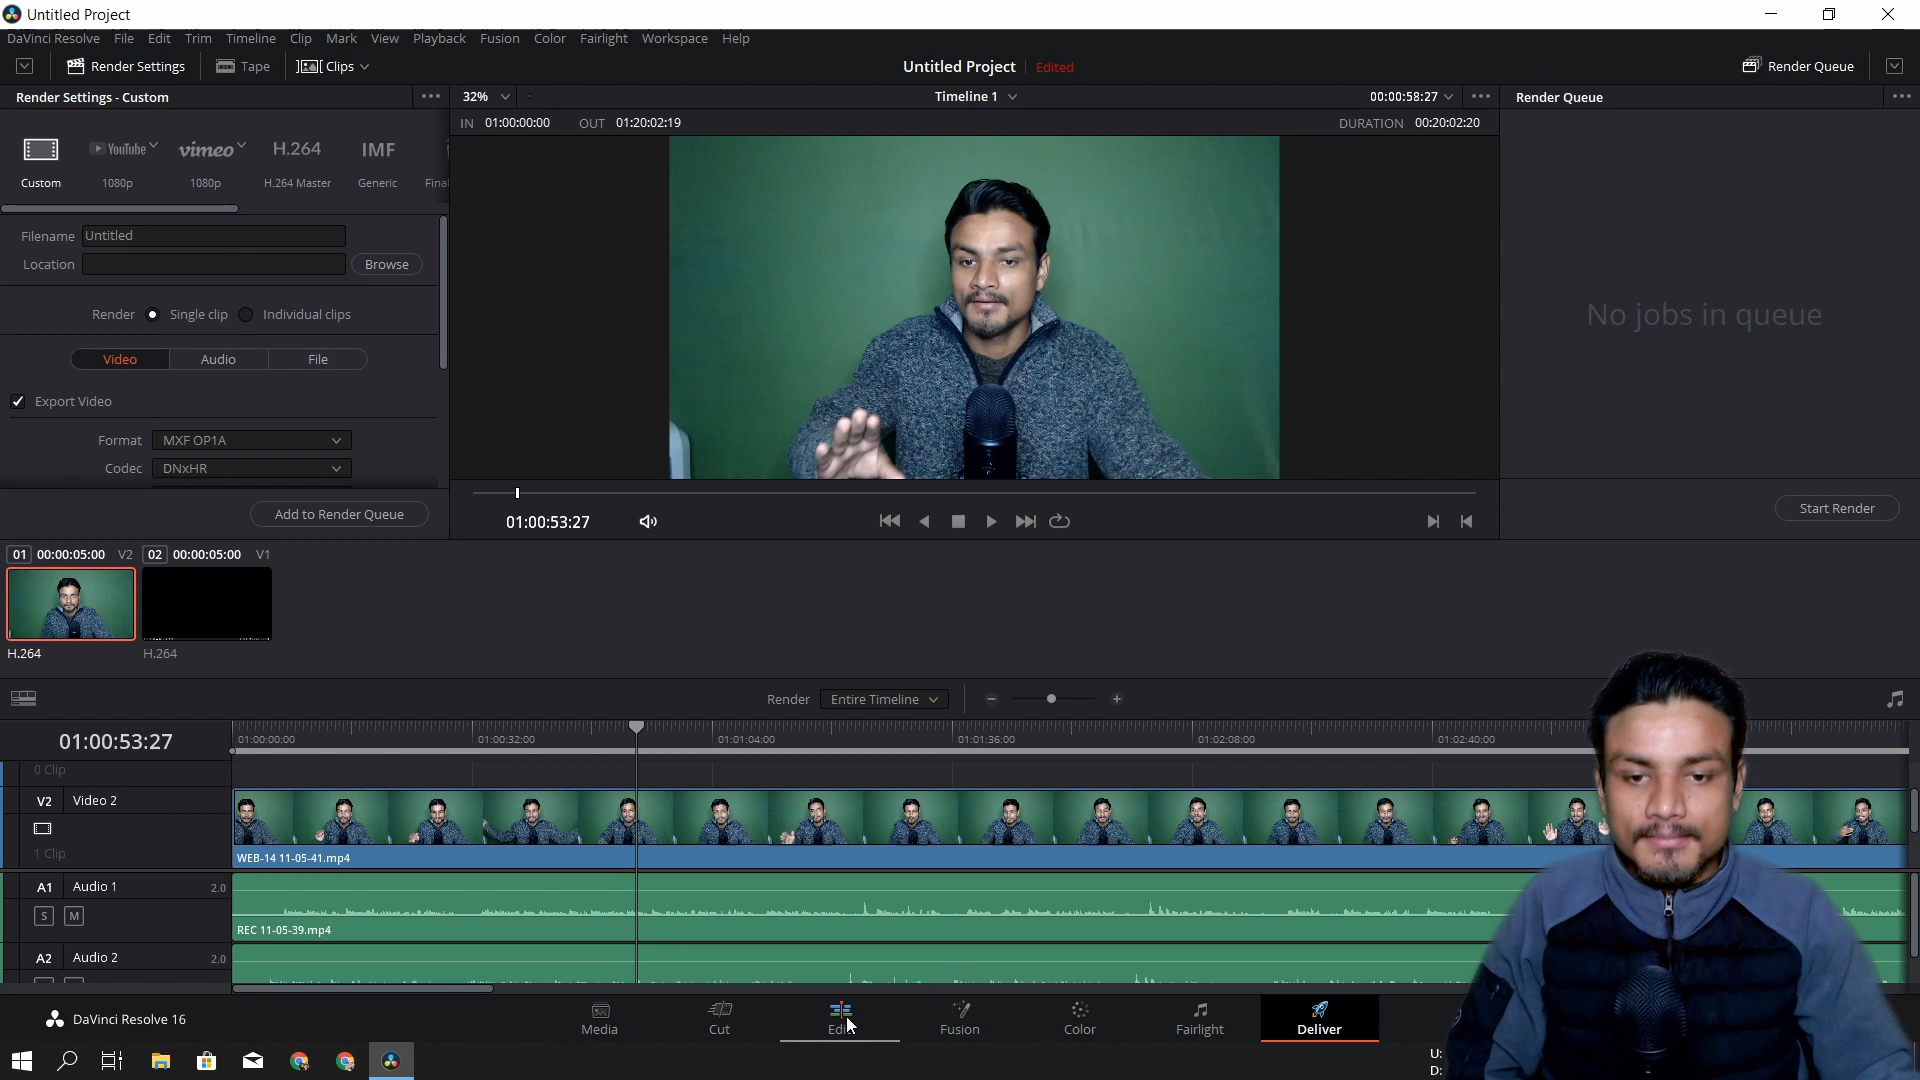 Untitled Project
DaVinci Resolve File Edit Trim Timeline Clip Mark View Playback Fusion Color Fairlight Workspace Help
Render Settings Tape Clips Untitled Project Edited Render Queue
Render Settings - Custom 32% Timeline 1 00:00:58:27 Render Queue
IN 01:00:00:00 OUT 01:20:02:19 DURATION 00:20:02:20
YouTube vimeo H.264 IMF
Custom 1080p 1080p H.264 Master Generic Final
Filename Untitled
Location Browse
Render Single clip Individual clips
No jobs in queue
Video Audio File
Export Video
Format MXF OP1A
Codec DNxHR
Add to Render Queue
01:00:53:27
Start Render
01 00:00:05:00 V2 02 00:00:05:00 V1
H.264 H.264
Render Entire Timeline
01:00:53:27 01:00:00:00 01:00:32:00 01:01:04:00 01:01:36:00 01:02:08:00 01:02:40:00
0 Clip
V2 Video 2
1 Clip
WEB-14 11-05-41.mp4
A1 Audio 1 2.0
S M
REC 11-05-39.mp4
A2 Audio 2 2.0
DaVinci Resolve 16
Media Cut Edit Fusion Color Fairlight Deliver
U:
D: